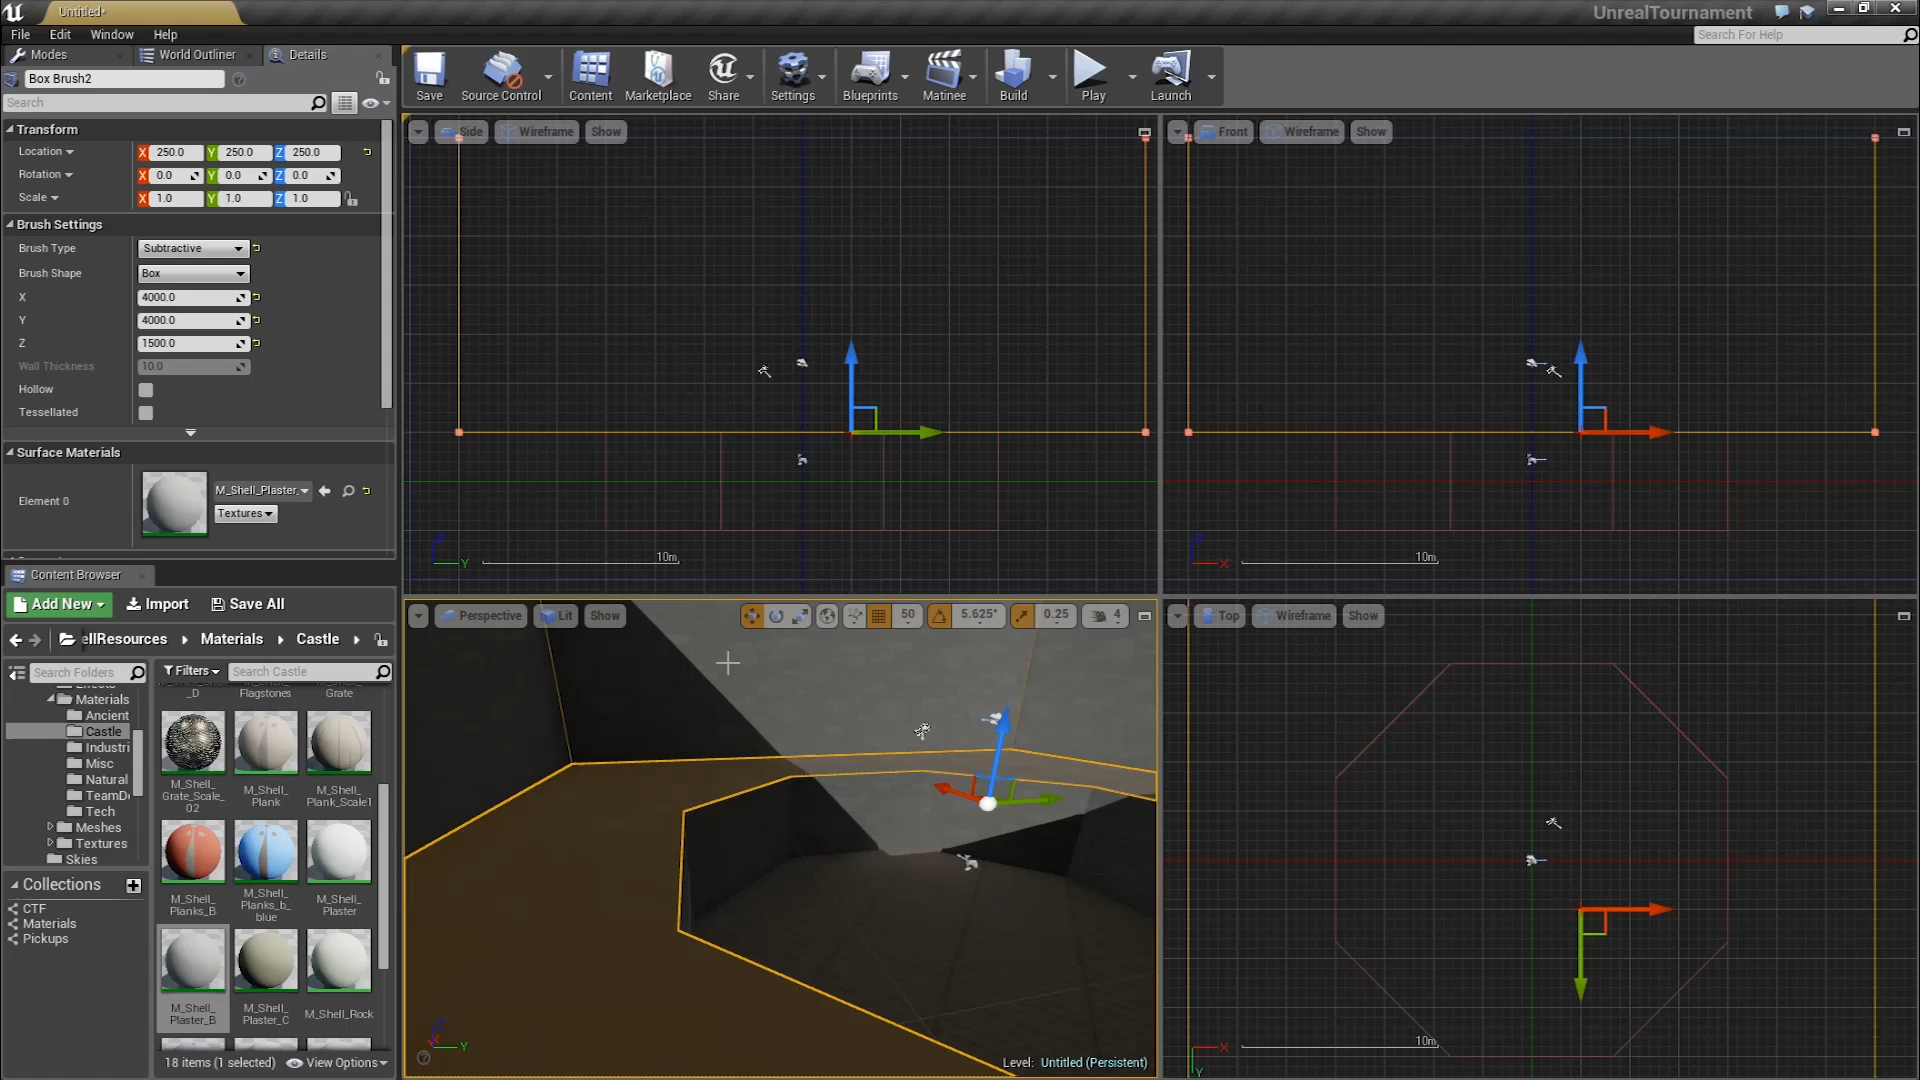 Untitled*
UnrealTournament
File Edit Window Help
Search For Help
Modes World Outliner Details
Box Brush2
Search
Save Source Control Content Marketplace Share Settings Blueprints Matinee Build Play Launch
Transform
Location X 250.0 Y 250.0 Z 250.0
Rotation X 0.0 Y 0.0 Z 0.0
Scale X 1.0 Y 1.0 Z 1.0
Brush Settings
Brush Type Subtractive
Brush Shape Box
X 4000.0
Y 4000.0
Z 1500.0
Wall Thickness 10.0
Hollow
Tessellated
Surface Materials
Element 0
M_Shell_Plaster_
Textures
Side Wireframe Show
10m
Y
Front Wireframe Show
10m
X
Content Browser
Add New Import Save All
ellResources Materials Castle
Search Folders
Filters Search Castle
Materials
Ancient
Castle
Industri
Misc
Natural
TeamD
Tech
Meshes
Textures
Skies
Collections
CTF
Materials
Pickups
_D
Flagstones
Grate
M_Shell_
Grate_Scale_
02
M_Shell_
Plank
M_Shell_
Plank_Scale1
M_Shell_
Planks_B
M_Shell_
Planks_b_
blue
M_Shell_
Plaster
M_Shell_
Plaster_B
M_Shell_
Plaster_C
M_Shell_Rock
18 items (1 selected) View Options
Perspective Lit Show 50 5.625° 0.25 4
Y
Level: Untitled (Persistent)
Top Wireframe Show
10m
X
Y